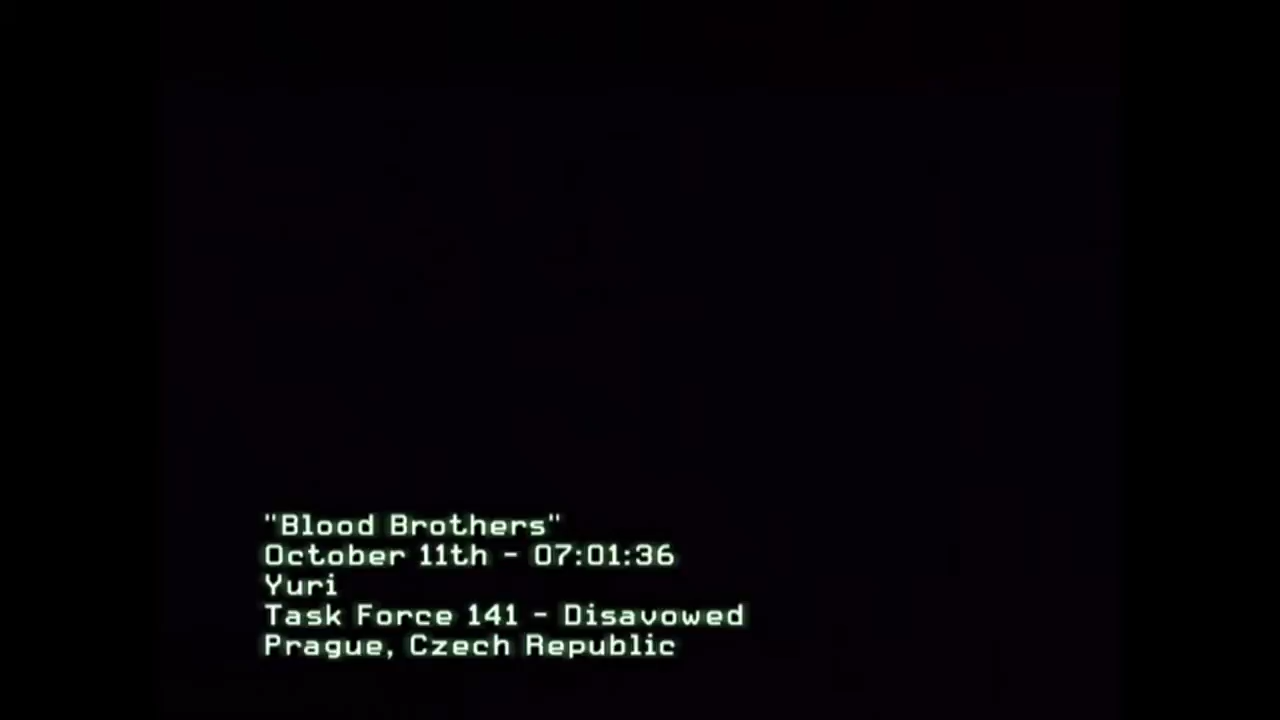 "Blood Brothers"
October 11th - 07:01:36
Yuri
Task Force 141 - Disavowed
Prague, Czech Republic